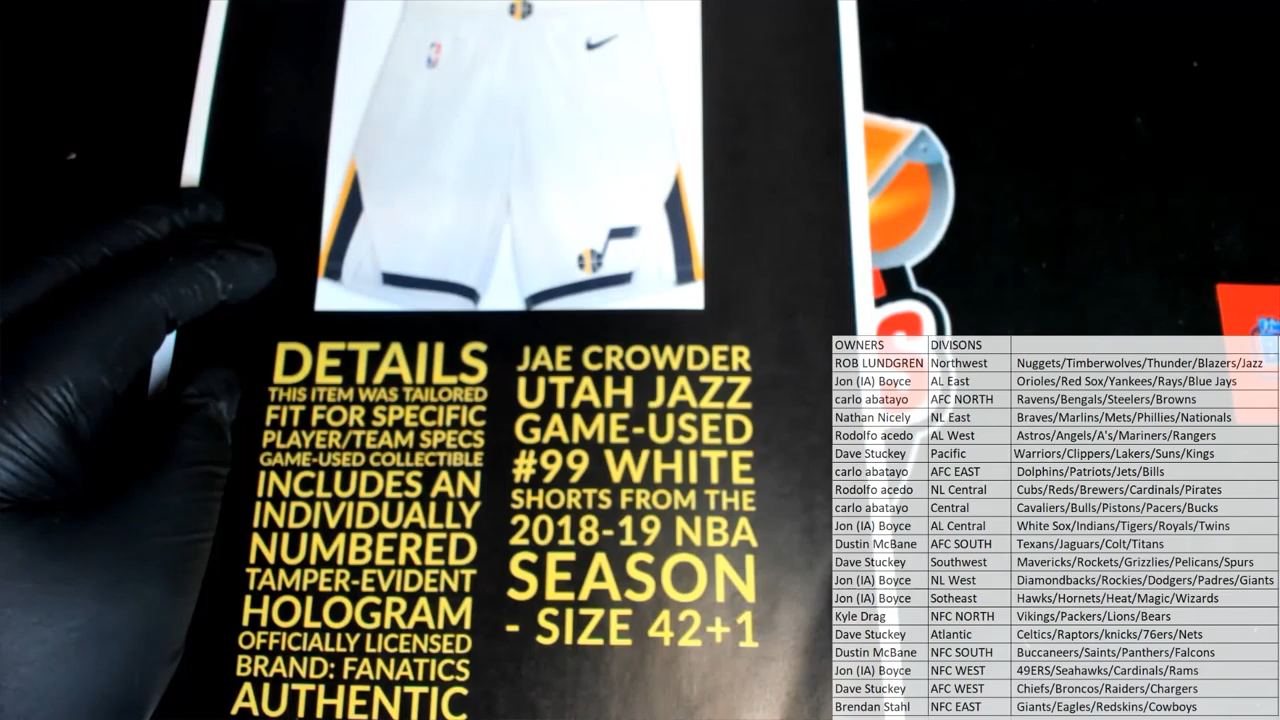 DETAILS
THIS ITEM WAS TAILORED
FIT FOR SPECIFIC
PLAYER/TEAM SPECS
GAME-USED COLLECTIBLE
INCLUDES AN
INDIVIDUALLY
NUMBERED
TAMPER-EVIDENT
HOLOGRAM
OFFICIALLY LICENSED
BRAND: FANATICS
AUTHENTIC
JAE CROWDER
UTAH JAZZ
GAME-USED
#99 WHITE
SHORTS FROM THE
2018-19 NBA
SEASON
- SIZE 42+1
OWNERS DIVISONS
ROB LUNDGREN Northwest Nuggets/Timberwolves/Thunder/Blazers/Jazz
Jon (IA) Boyce AL East Orioles/Red Sox/Yankees/Rays/Blue Jays
carlo abatayo AFC NORTH Ravens/Bengals/Steelers/Browns
Nathan Nicely NL East Braves/Marlins/Mets/Phillies/Nationals
Rodolfo acedo AL West Astros/Angels/A's/Mariners/Rangers
Dave Stuckey Pacific Warriors/Clippers/Lakers/Suns/Kings
carlo abatayo AFC EAST Dolphins/Patriots/Jets/Bills
Rodolfo acedo NL Central Cubs/Reds/Brewers/Cardinals/Pirates
carlo abatayo Central Cavaliers/Bulls/Pistons/Pacers/Bucks
Jon (IA) Boyce AL Central White Sox/Indians/Tigers/Royals/Twins
Dustin McBane AFC SOUTH Texans/Jaguars/Colt/Titans
Dave Stuckey Southwest Mavericks/Rockets/Grizzlies/Pelicans/Spurs
Jon (IA) Boyce NL West Diamondbacks/Rockies/Dodgers/Padres/Giants
Jon (IA) Boyce Sotheast Hawks/Hornets/Heat/Magic/Wizards
Kyle Drag NFC NORTH Vikings/Packers/Lions/Bears
Dave Stuckey Atlantic Celtics/Raptors/knicks/76ers/Nets
Dustin McBane NFC SOUTH Buccaneers/Saints/Panthers/Falcons
Jon (IA) Boyce NFC WEST 49ERS/Seahawks/Cardinals/Rams
Dave Stuckey AFC WEST Chiefs/Broncos/Raiders/Chargers
Brendan Stahl NFC EAST Giants/Eagles/Redskins/Cowboys